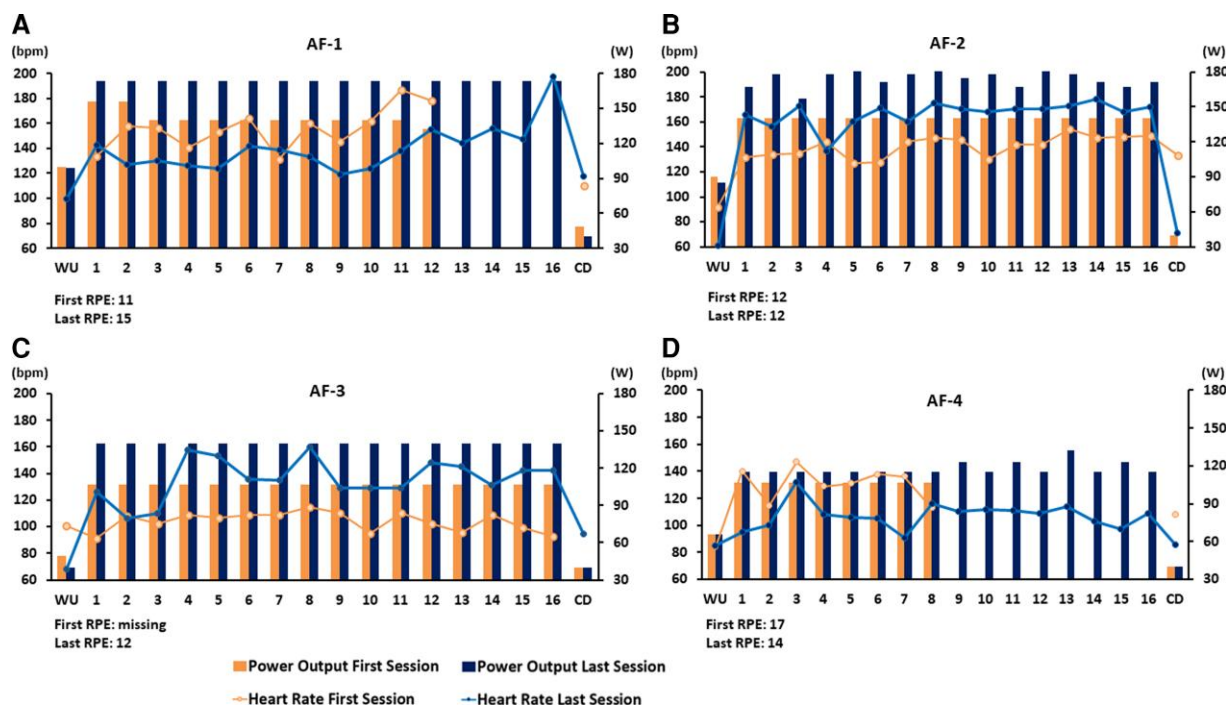 A
B
(bpm) AF-1 (W)
(bpm) AF-2 (W)
200 180
180 150
160
140 120
120 90
100
80 60
60 30
WU 1 2 3 4 5 6 7 8 9 10 11 12 13 14 15 16 CD
First RPE: 11
Last RPE: 15
200 180
180 150
160
140 120
120 90
100
80 60
60 30
WU 1 2 3 4 5 6 7 8 9 10 11 12 13 14 15 16 CD
First RPE: 12
Last RPE: 12
C
D
(bpm) AF-3 (W)
(bpm) AF-4 (W)
200 180
180 150
160
140 120
120 90
100
80 60
60 30
WU 1 2 3 4 5 6 7 8 9 10 11 12 13 14 15 16 CD
First RPE: missing
Last RPE: 12
200 180
180 150
160
140 120
120 90
100
80 60
60 30
WU 1 2 3 4 5 6 7 8 9 10 11 12 13 14 15 16 CD
First RPE: 17
Last RPE: 14
Power Output First Session Power Output Last Session
Heart Rate First Session Heart Rate Last Session